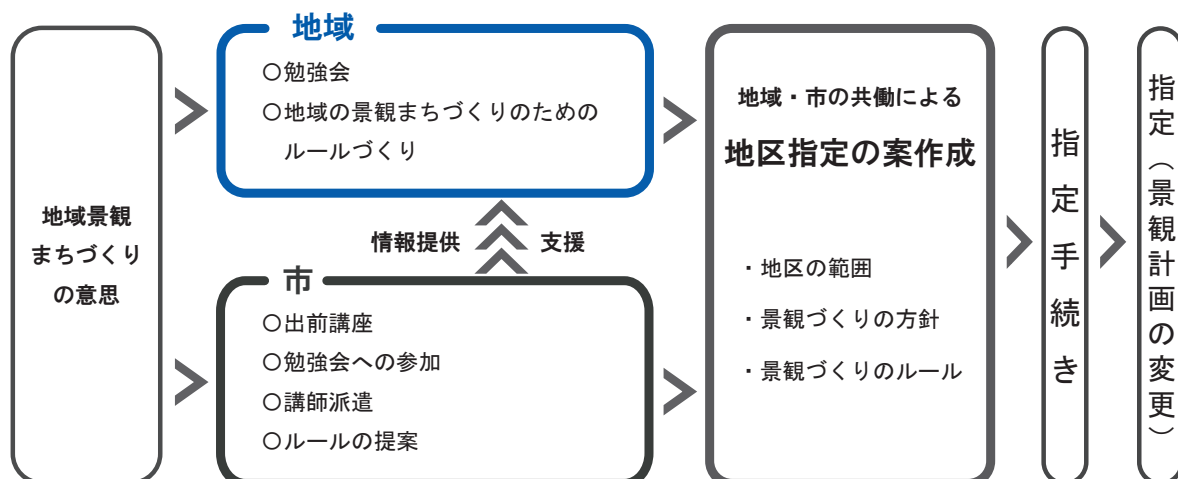 地域景観
まちづくり
の意思
地域
○勉強会
○地域の景観まちづくりのための
ルールづくり
情報提供
支援
市
○出前講座
○勉強会への参加
○講師派遣
○ルールの提案
地域・市の共働による
地区指定の案作成
・地区の範囲
・景観づくりの方針
・景観づくりのルール
指定手続き
指定（景観計画の変更）